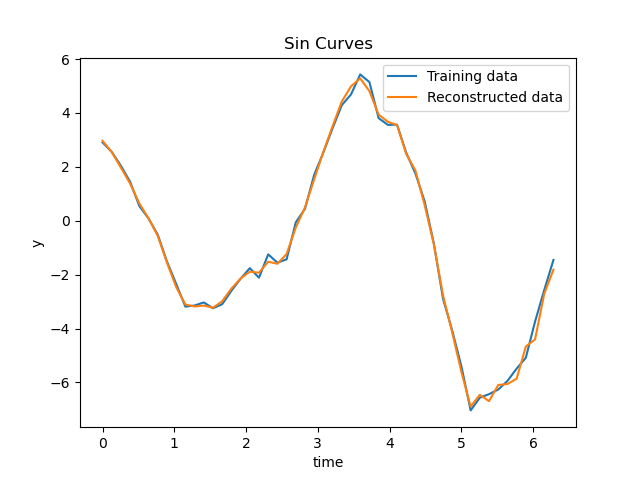 Sin Curves
Training data
Reconstructed data
6
4
2
0
−2
−4
−6
y
0 1 2 3 4 5 6
time